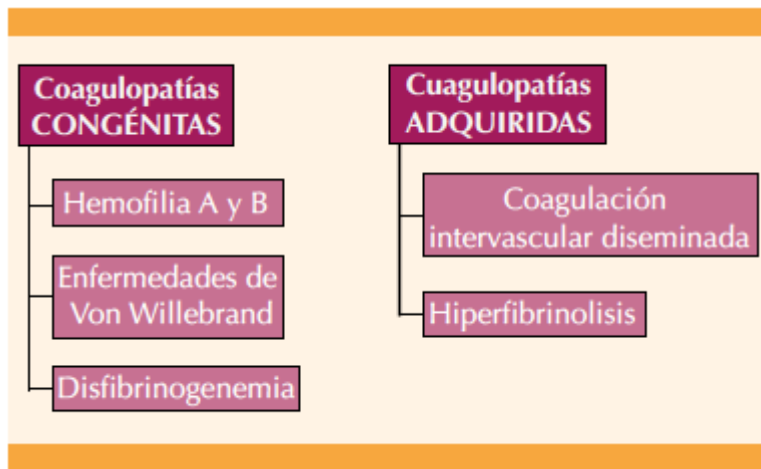 Coagulopatías
CONGÉNITAS
Hemofilia A y B
Enfermedades de
Von Willebrand
Disfibrinogenemia
Cuagulopatías
ADQUIRIDAS
Coagulación
intervascular diseminada
Hiperfibrinolisis